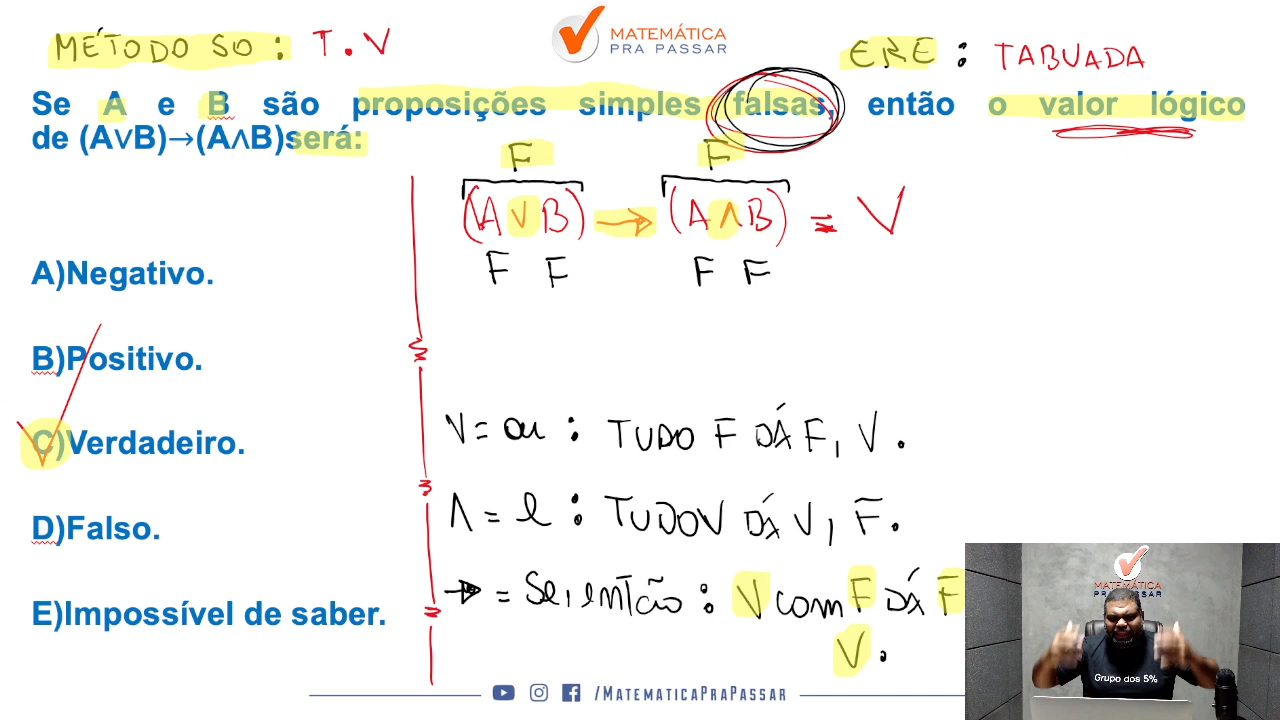 MÉTODO SO : T.V
MATEMÁTICA
PRA PASSAR
ERE : TABUADA
Se A e B são proposições simples falsas, então o valor lógico
de (A∨B)→(A∧B)será:
F F
(A∨B) → (A∧B) = V
F F F F
A)Negativo.
B)Positivo.
C)Verdadeiro.
D)Falso.
E)Impossível de saber.
V = ou : TUDO F DÁ F, V.
Λ = e : TUDO V DÁ V, F.
→ = Se, então : V com F DÁ F
V.
MATEMÁTICA
PRA PASSAR
Grupo dos 5%
/MatematicaPraPassar